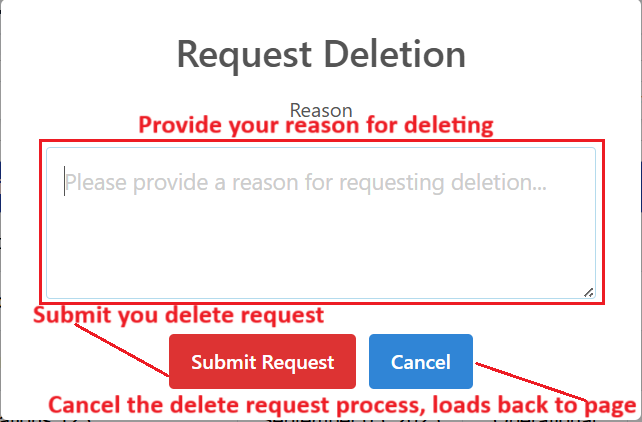 Request Deletion
Reason
Provide your reason for deleting
Please provide a reason for requesting deletion...
Submit you delete request
Submit Request
Cancel
Cancel the delete request process, loads back to page